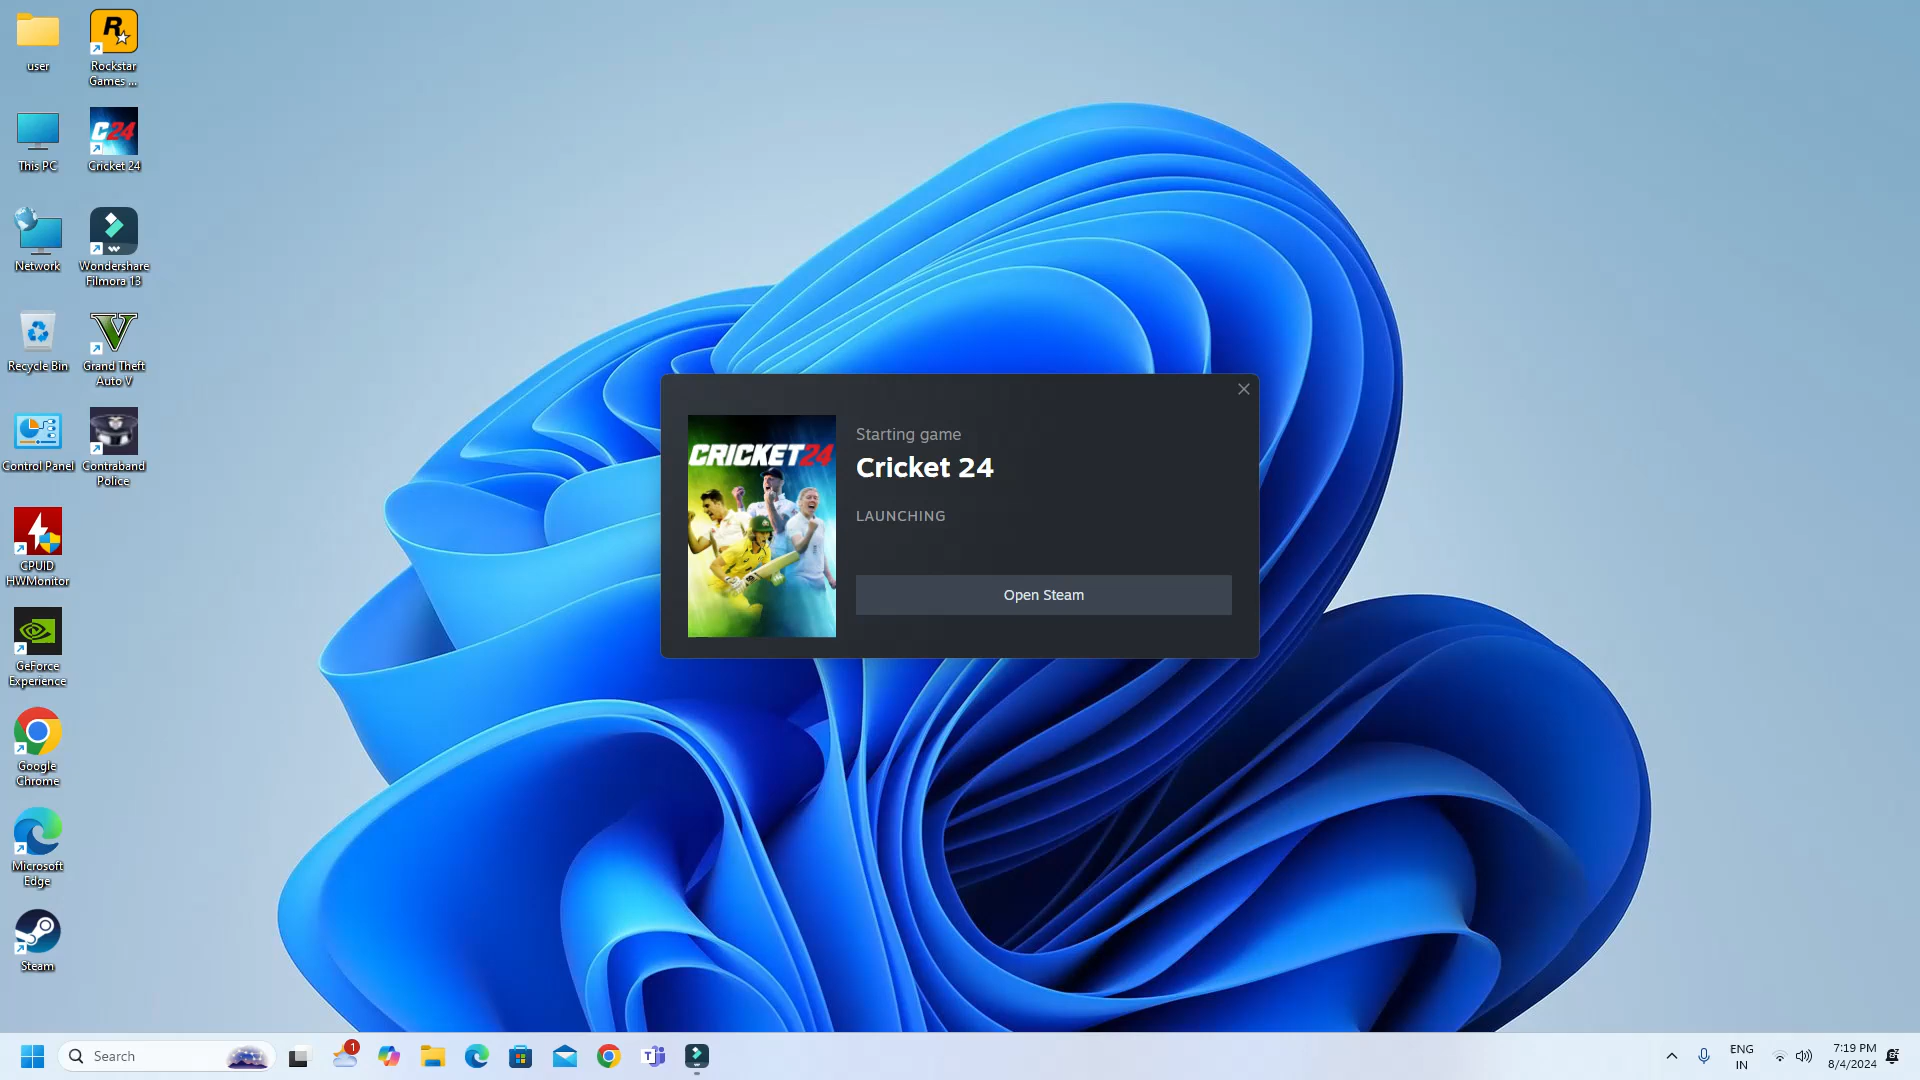 user
Rockstar
Games ...
This PC
C24
Cricket 24
Network
Wondershare
Filmora 13
Recycle Bin
Grand Theft
Auto V
Control Panel
Contraband
Police
CPUID
HWMonitor
GeForce
Experience
Google
Chrome
Microsoft
Edge
Steam
CRICKET24
Starting game
Cricket 24
LAUNCHING
Open Steam
Search
1
ENG
IN
7:19 PM
8/4/2024